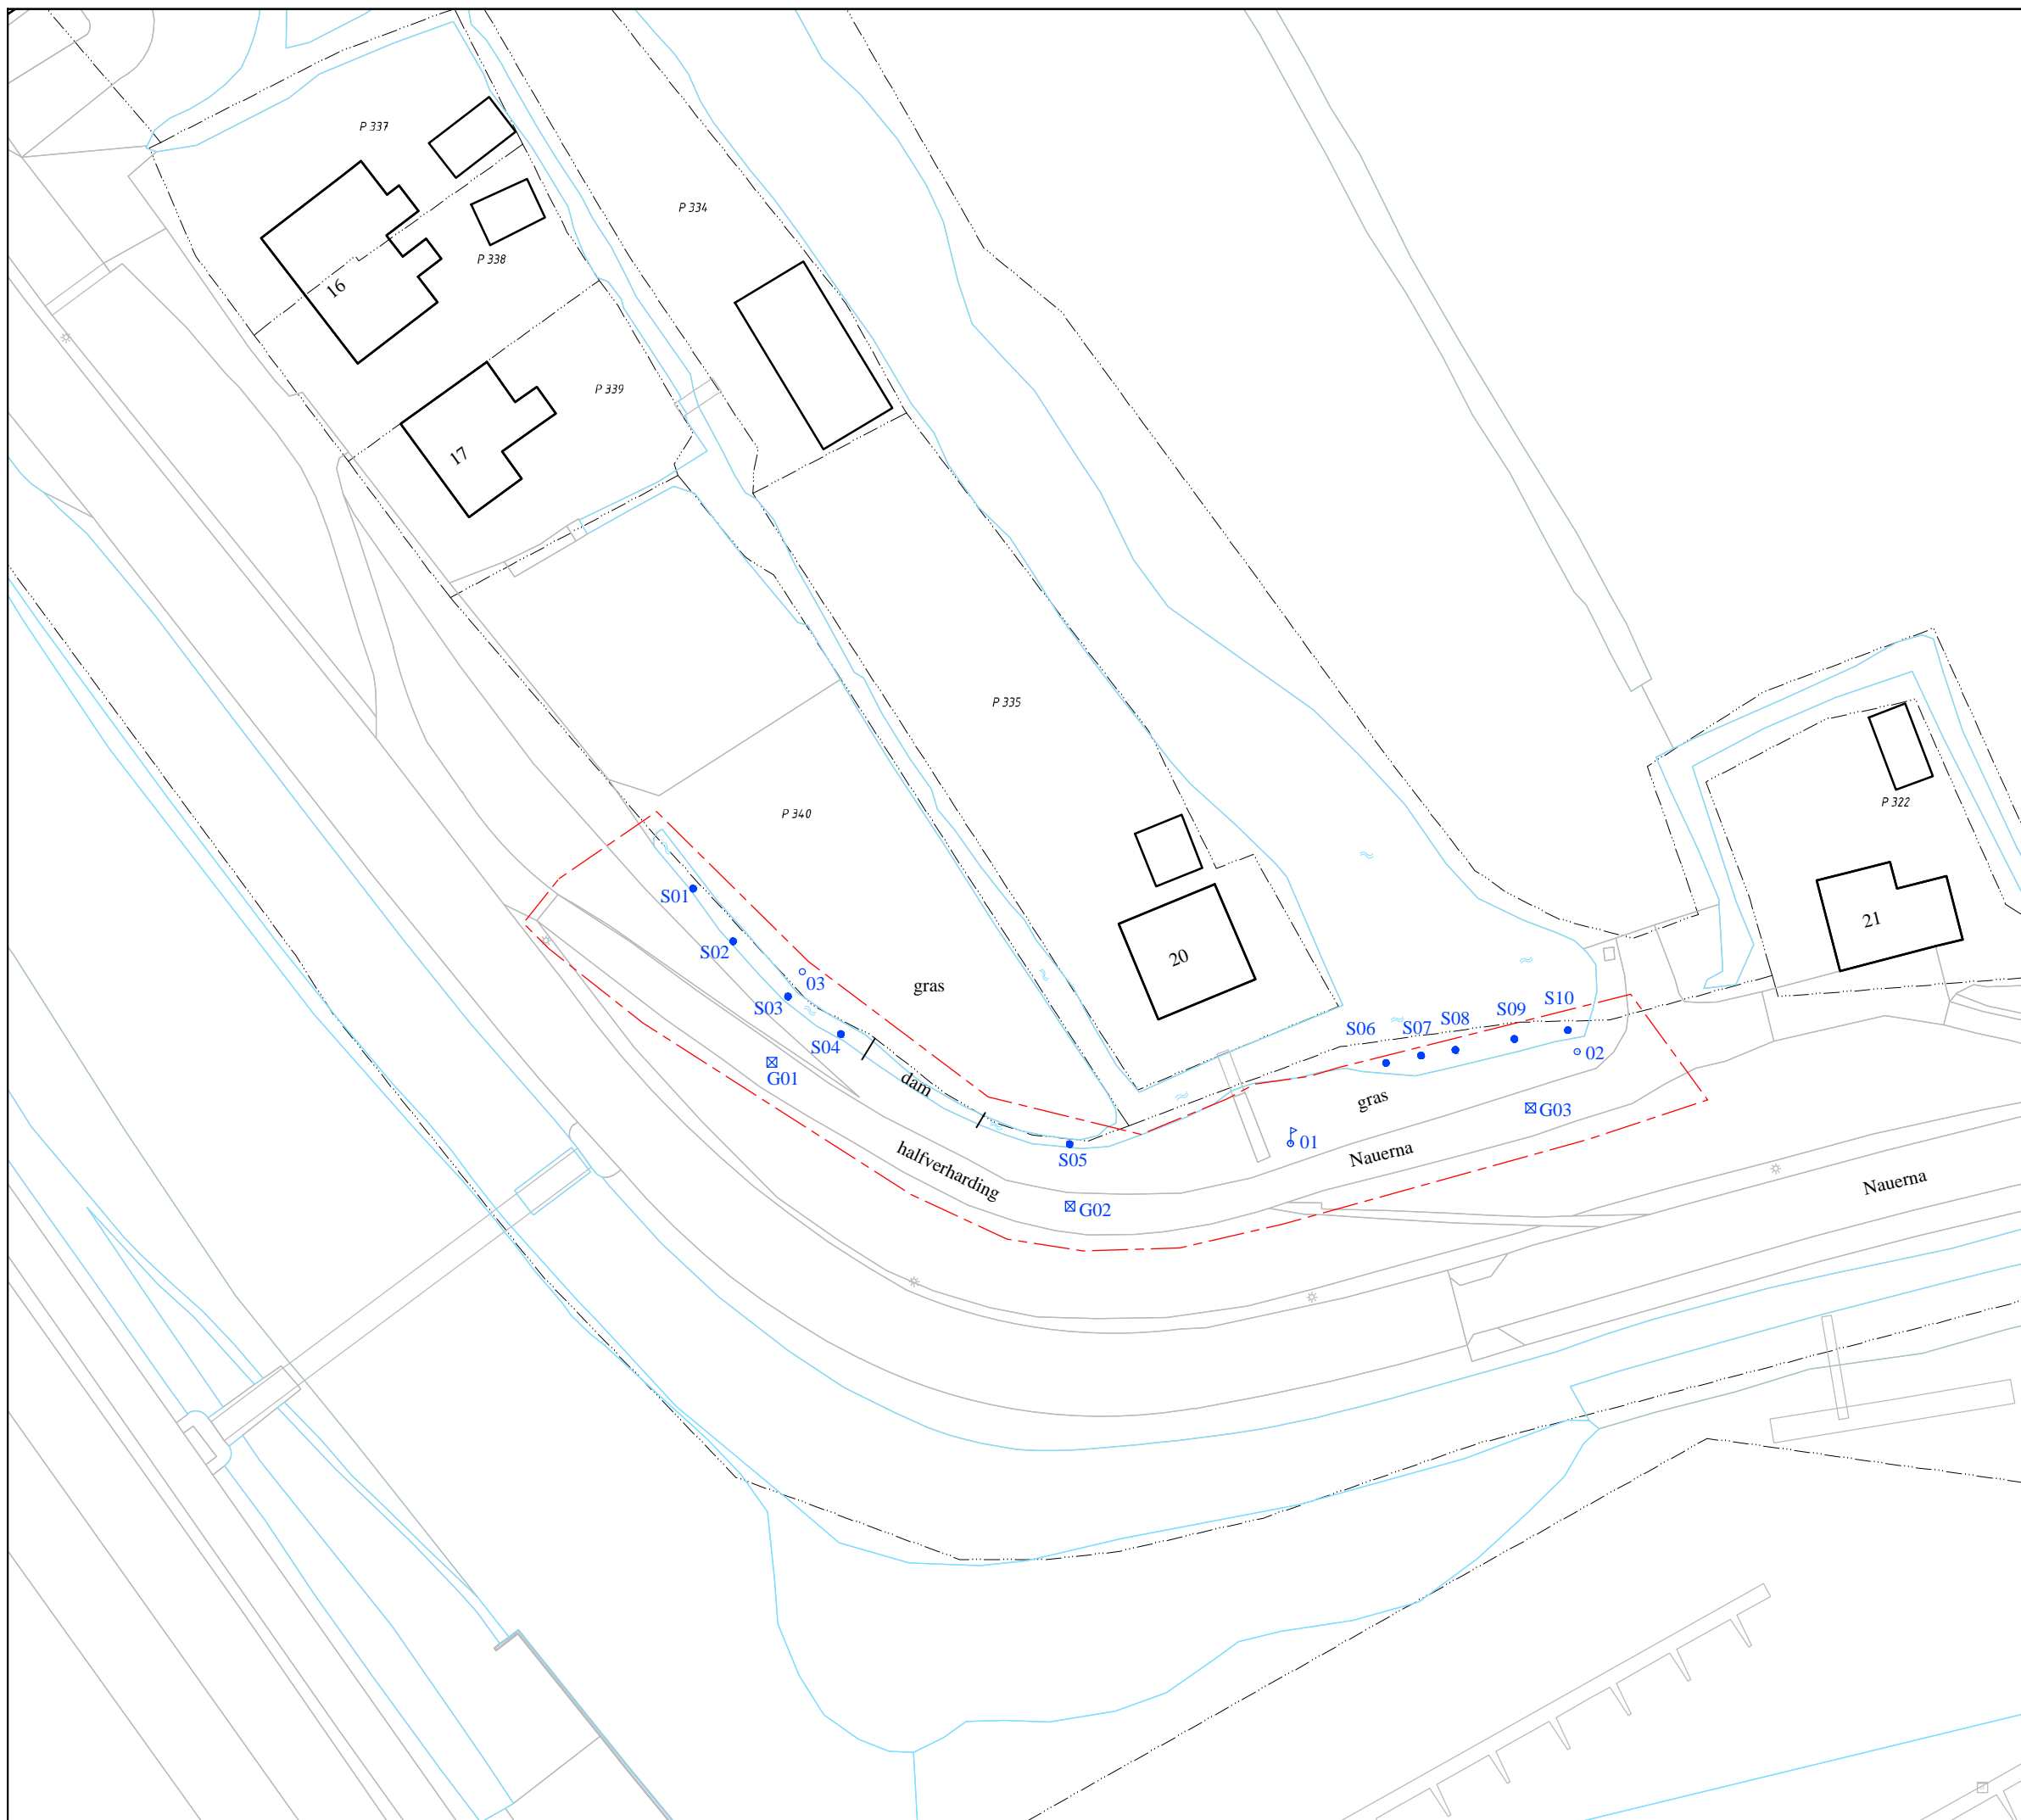 P 337
P 334
P 338
16
P 339
17
P 335
P 322
P 340
S01
21
S02
20
03
gras
S03
S10
S09
S08
S07
S06
S04
02
G01
dam
gras
G03
01
Nauerna
S05
halfverharding
Nauerna
G02